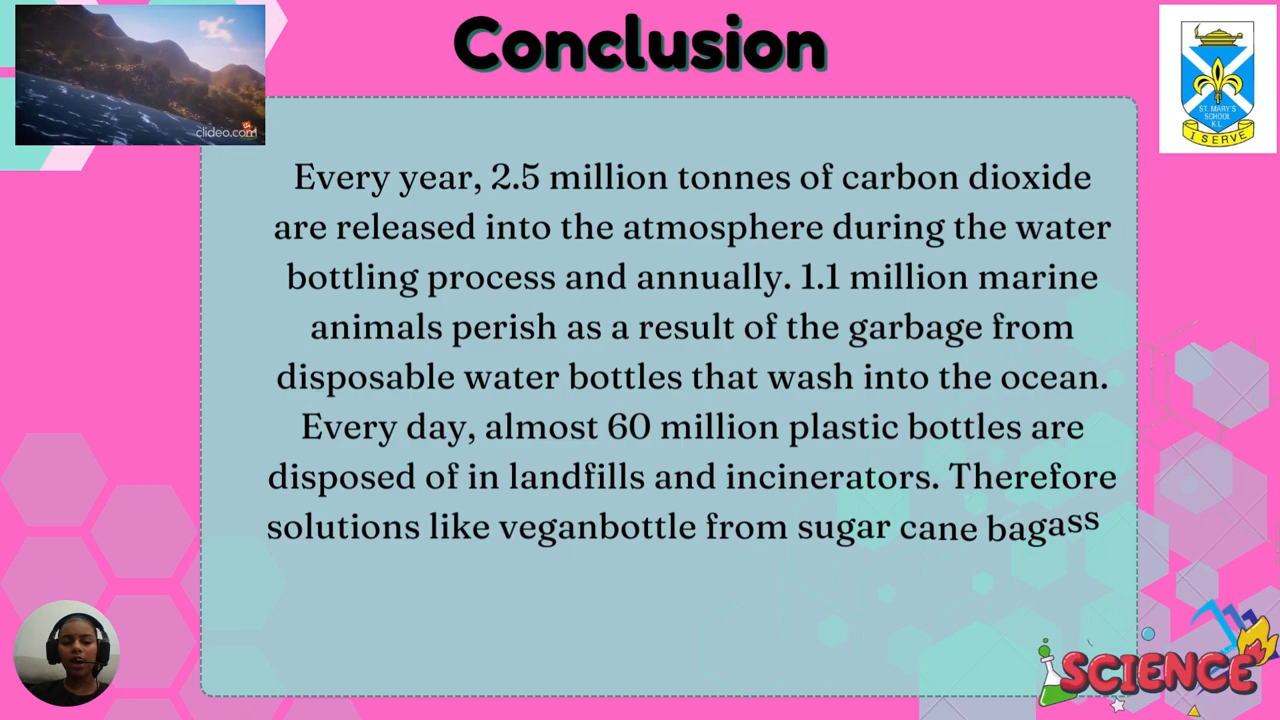 Conclusion
clideo.com
ST. MARY'S
SCHOOL
K.L
I SERVE
Every year, 2.5 million tonnes of carbon dioxide
are released into the atmosphere during the water
bottling process and annually. 1.1 million marine
animals perish as a result of the garbage from
disposable water bottles that wash into the ocean.
Every day, almost 60 million plastic bottles are
disposed of in landfills and incinerators. Therefore
solutions like veganbottle from sugar cane bagass
SCIENCE